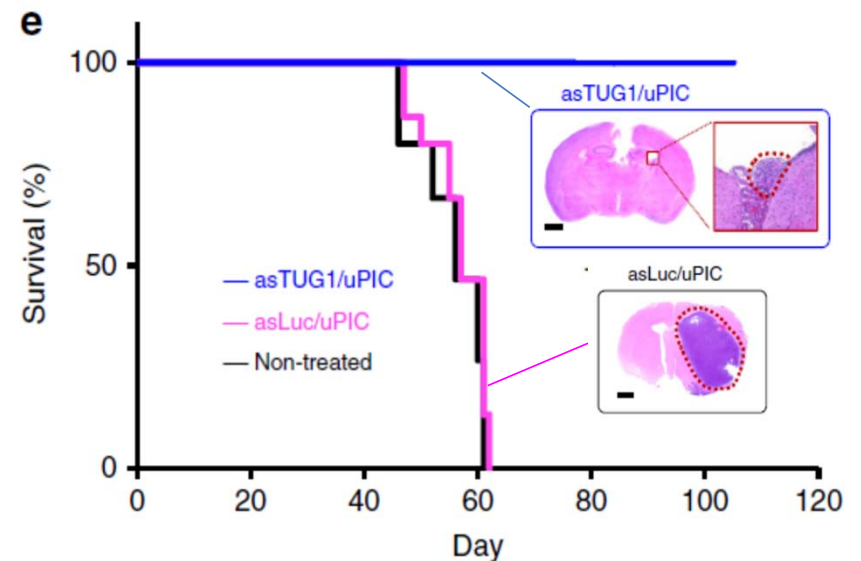 e
Survival (%)
100
50
0
asTUG1/uPIC
asTUG1/uPIC
asLuc/uPIC
Non-treated
asLuc/uPIC
0 20 40 60 80 100 120
Day